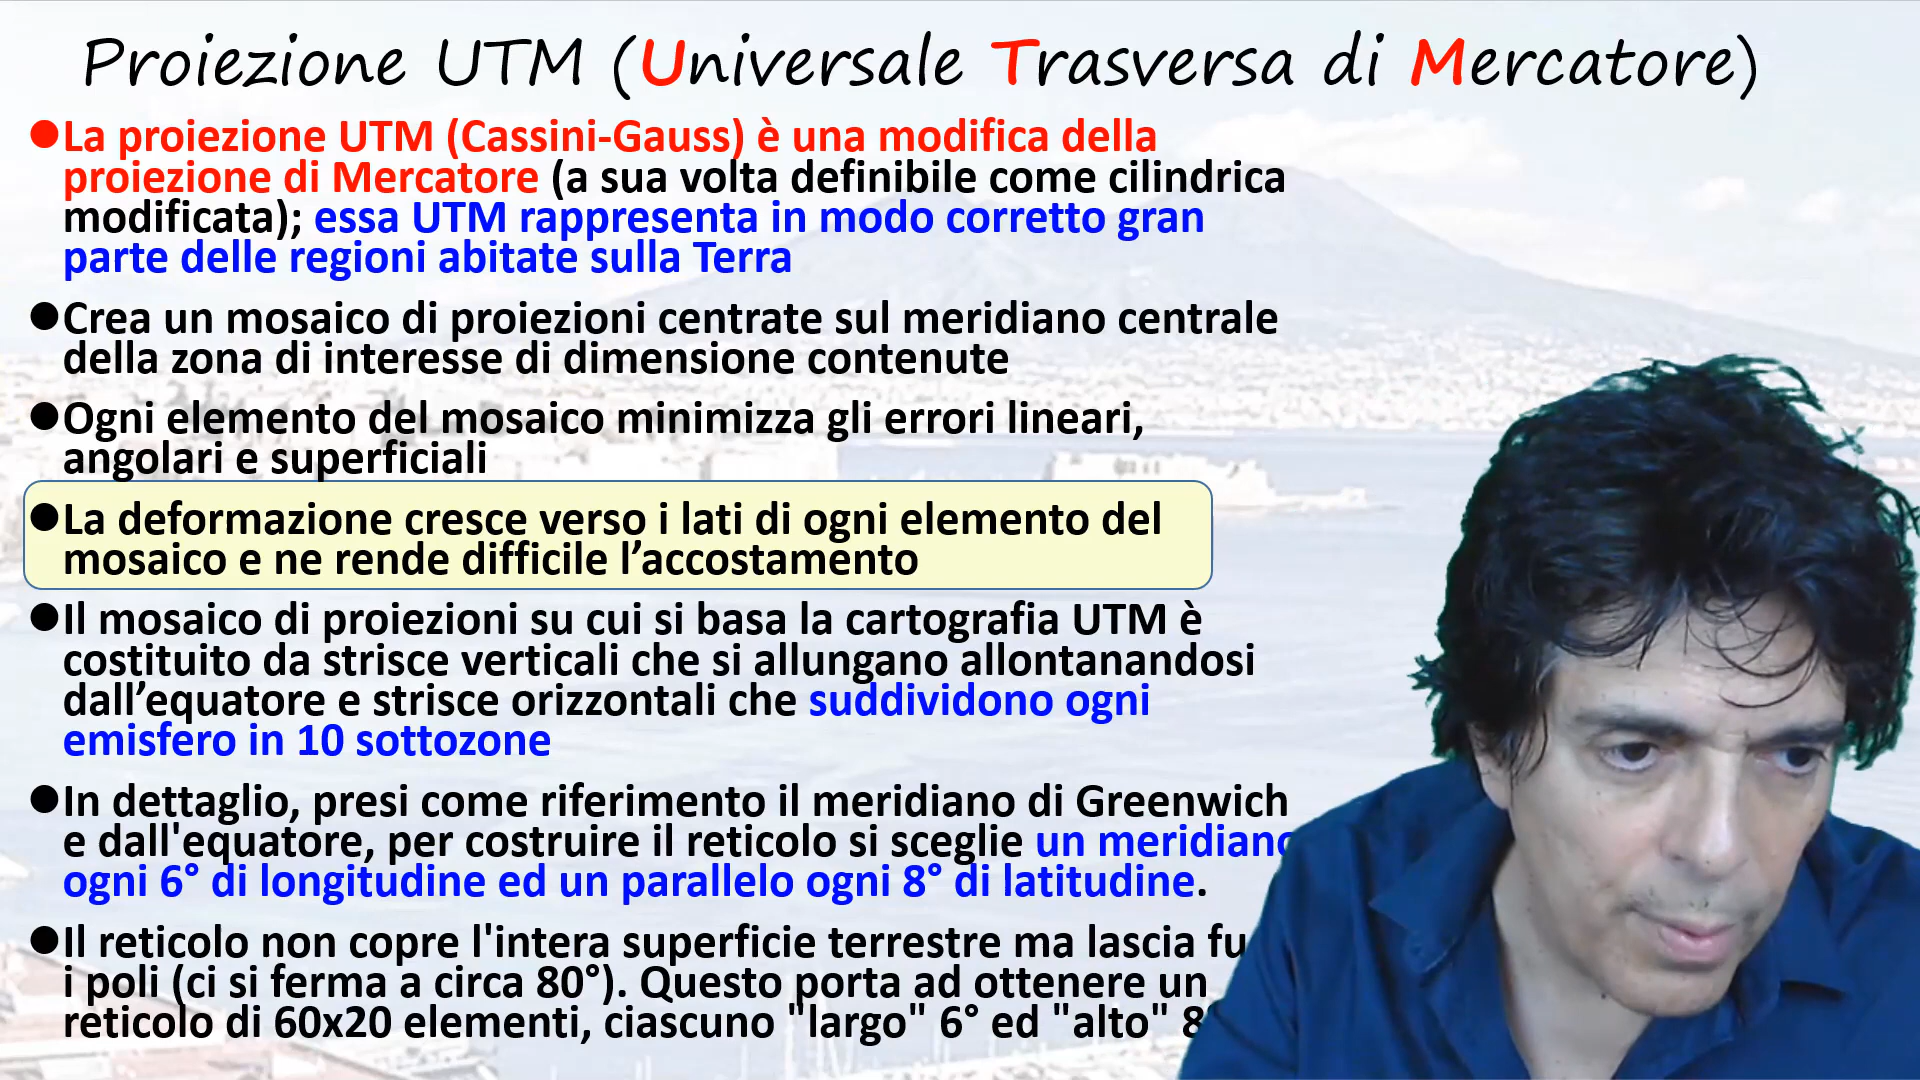 Proiezione UTM (Universale Trasversa di Mercatore)
●La proiezione UTM (Cassini-Gauss) è una modifica della
proiezione di Mercatore (a sua volta definibile come cilindrica
modificata); essa UTM rappresenta in modo corretto gran
parte delle regioni abitate sulla Terra
●Crea un mosaico di proiezioni centrate sul meridiano centrale
della zona di interesse di dimensione contenute
●Ogni elemento del mosaico minimizza gli errori lineari,
angolari e superficiali
●La deformazione cresce verso i lati di ogni elemento del
mosaico e ne rende difficile l’accostamento
●Il mosaico di proiezioni su cui si basa la cartografia UTM è
costituito da strisce verticali che si allungano allontanandosi
dall’equatore e strisce orizzontali che suddividono ogni
emisfero in 10 sottozone
●In dettaglio, presi come riferimento il meridiano di Greenwich
e dall'equatore, per costruire il reticolo si sceglie un meridiano
ogni 6° di longitudine ed un parallelo ogni 8° di latitudine.
●Il reticolo non copre l'intera superficie terrestre ma lascia
i poli (ci si ferma a circa 80°). Questo porta ad ottenere un
reticolo di 60x20 elementi, ciascuno "largo" 6° ed "alto" 8